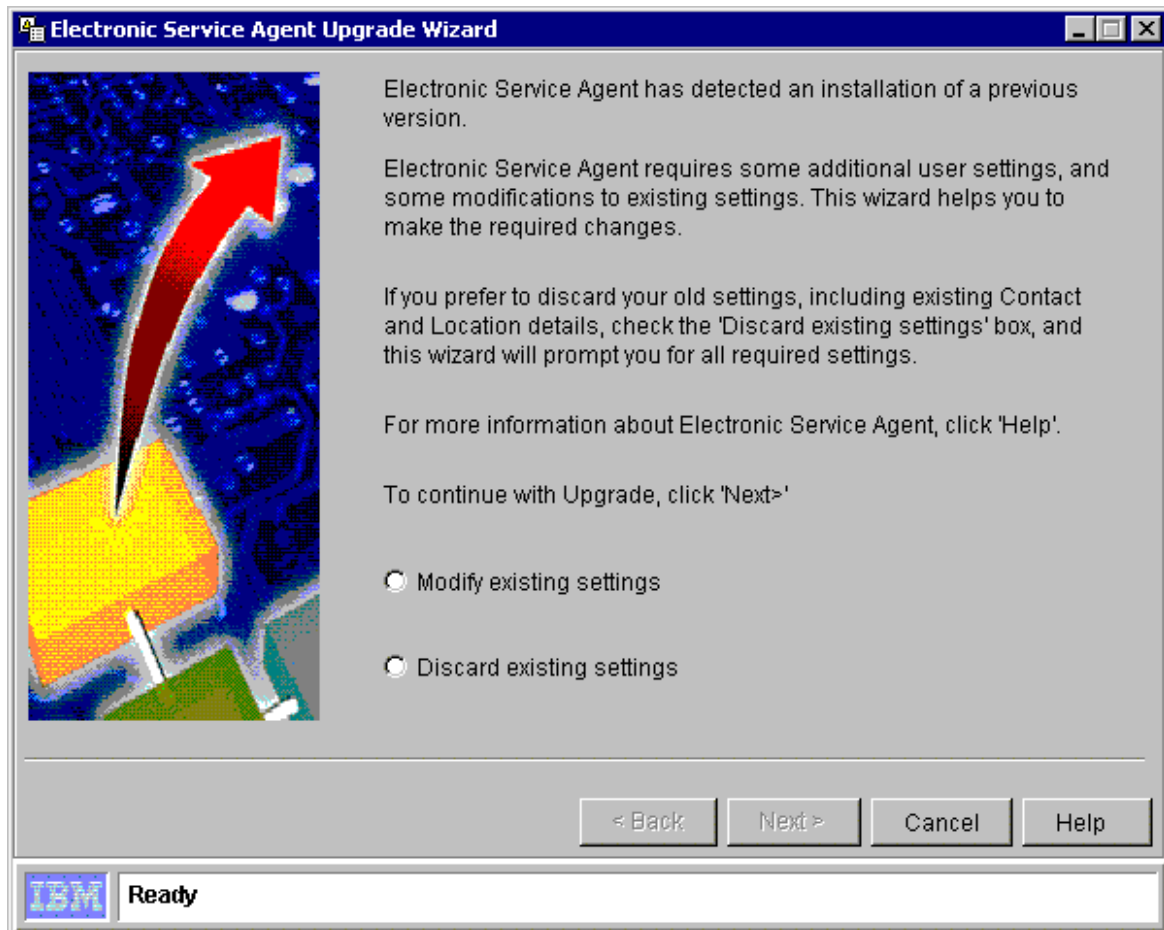 Electronic Service Agent Upgrade Wizard
Electronic Service Agent has detected an installation of a previous
version.
Electronic Service Agent requires some additional user settings, and
some modifications to existing settings. This wizard helps you to
make the required changes.
If you prefer to discard your old settings, including existing Contact
and Location details, check the 'Discard existing settings' box, and
this wizard will prompt you for all required settings.
For more information about Electronic Service Agent, click 'Help'.
To continue with Upgrade, click 'Next>'
Modify existing settings
Discard existing settings
< Back Next > Cancel Help
IBM Ready